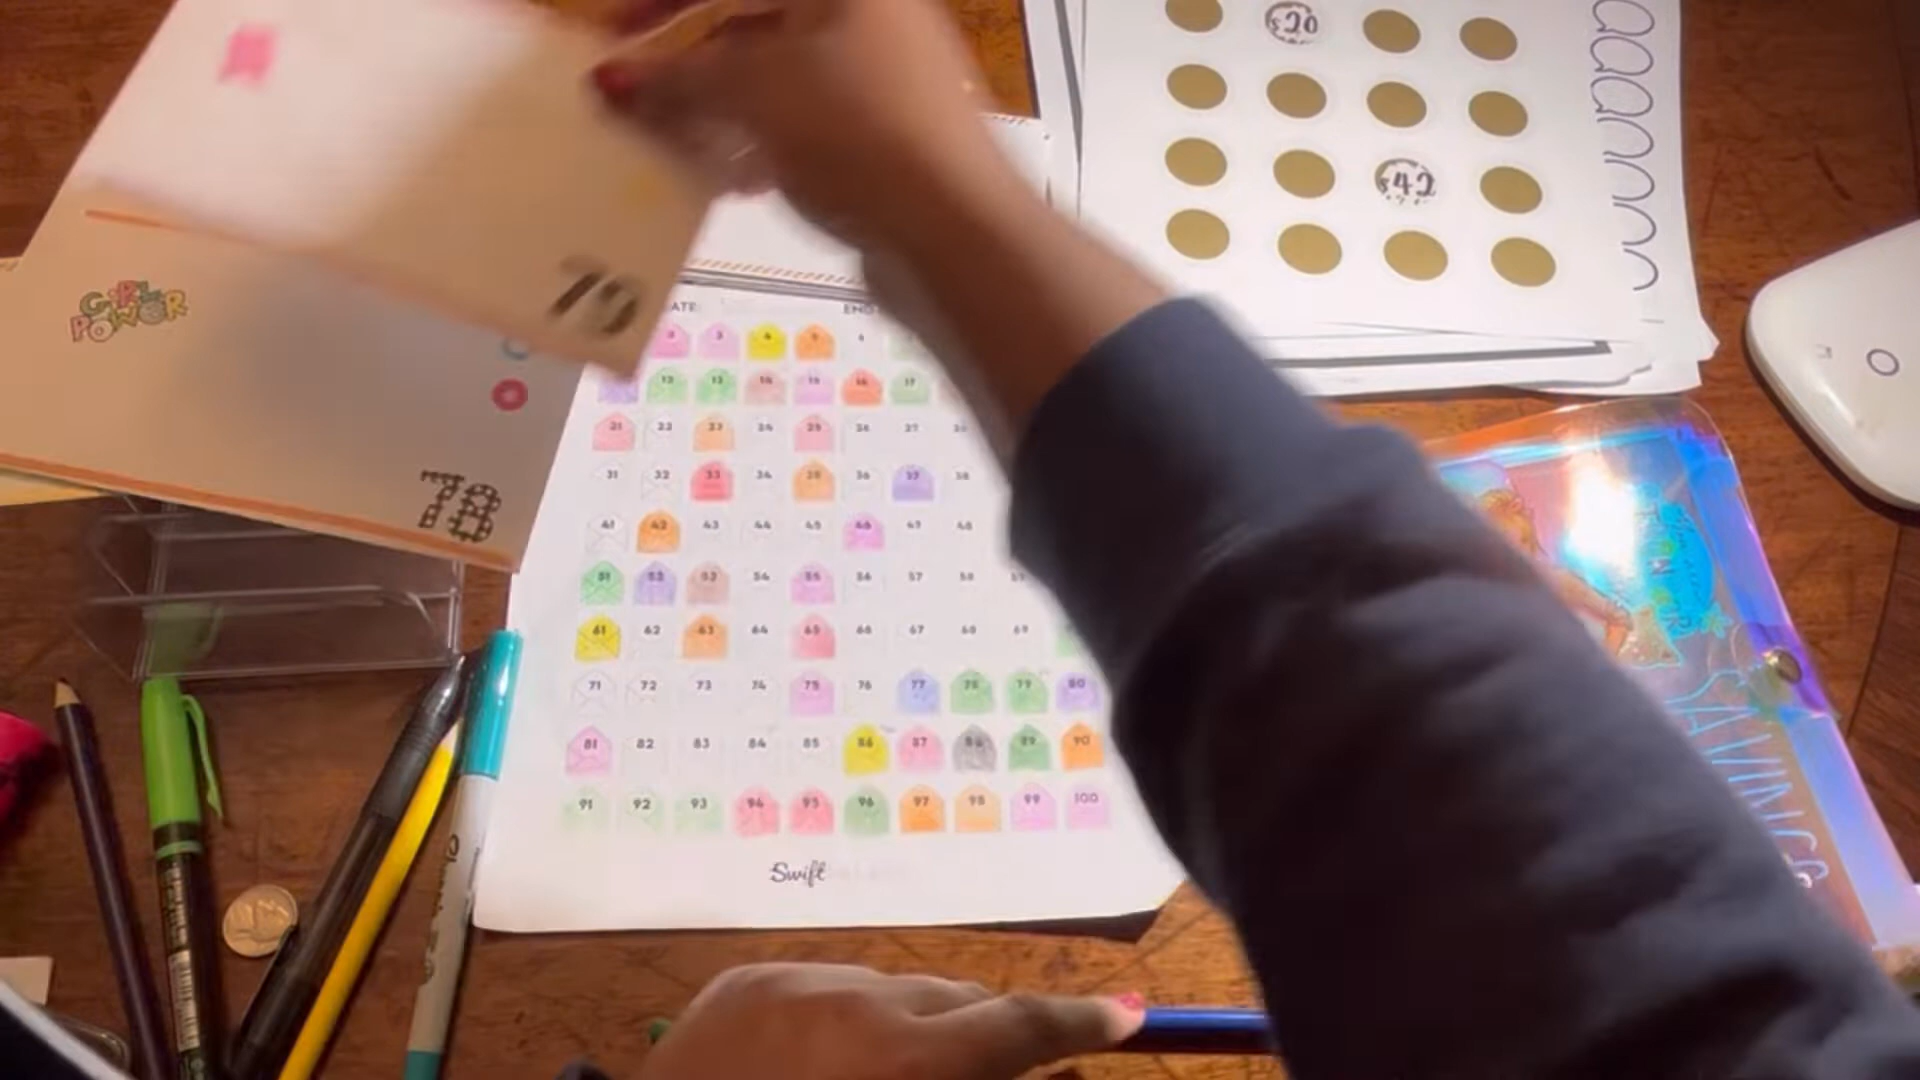 $20
$42
GIRL POWER
78
ATE:
END
2 3 4 5 6
12 13 14 15 16 17
21 22 23 24 25 26 27 28
31 32 33 34 35 36 37 38
41 42 43 44 45 46 47 48
51 52 53 54 55 56 57 58 59
61 62 63 64 65 66 67 68 69
71 72 73 74 75 76 77 78 79 80
81 82 83 84 85 86 87 88 89 90
91 92 93 94 95 96 97 98 99 100
Swift
SAVINGS